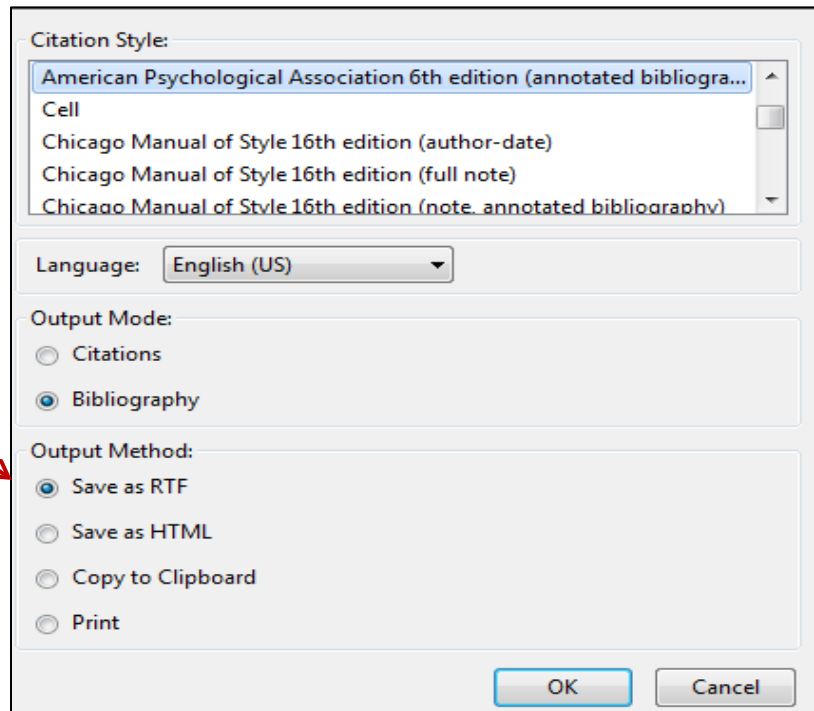 Citation Style:
American Psychological Association 6th edition (annotated bibliogra...
Cell
Chicago Manual of Style 16th edition (author-date)
Chicago Manual of Style 16th edition (full note)
Chicago Manual of Style 16th edition (note, annotated bibliography)
Language: English (US)
Output Mode:
Citations
Bibliography
Output Method:
Save as RTF
Save as HTML
Copy to Clipboard
Print
OK Cancel